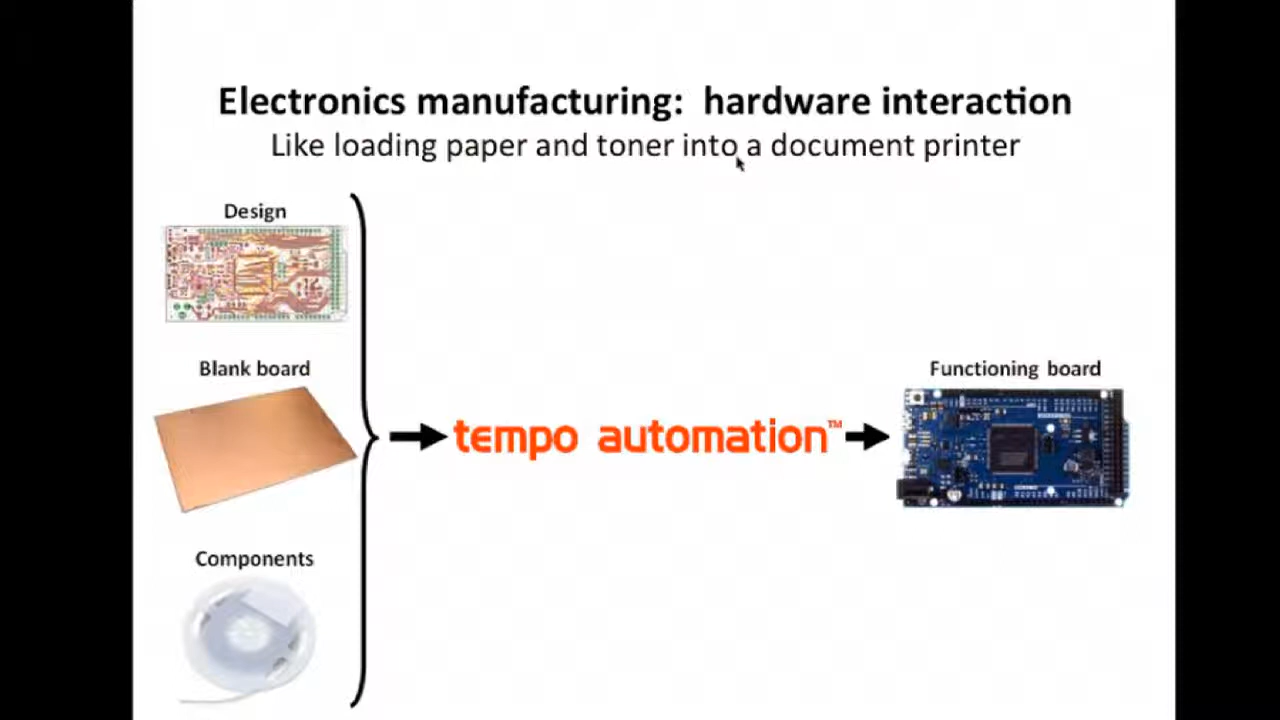 Electronics manufacturing: hardware interaction
Like loading paper and toner into a document printer
Design
Blank board
Components
tempo automation™
Functioning board